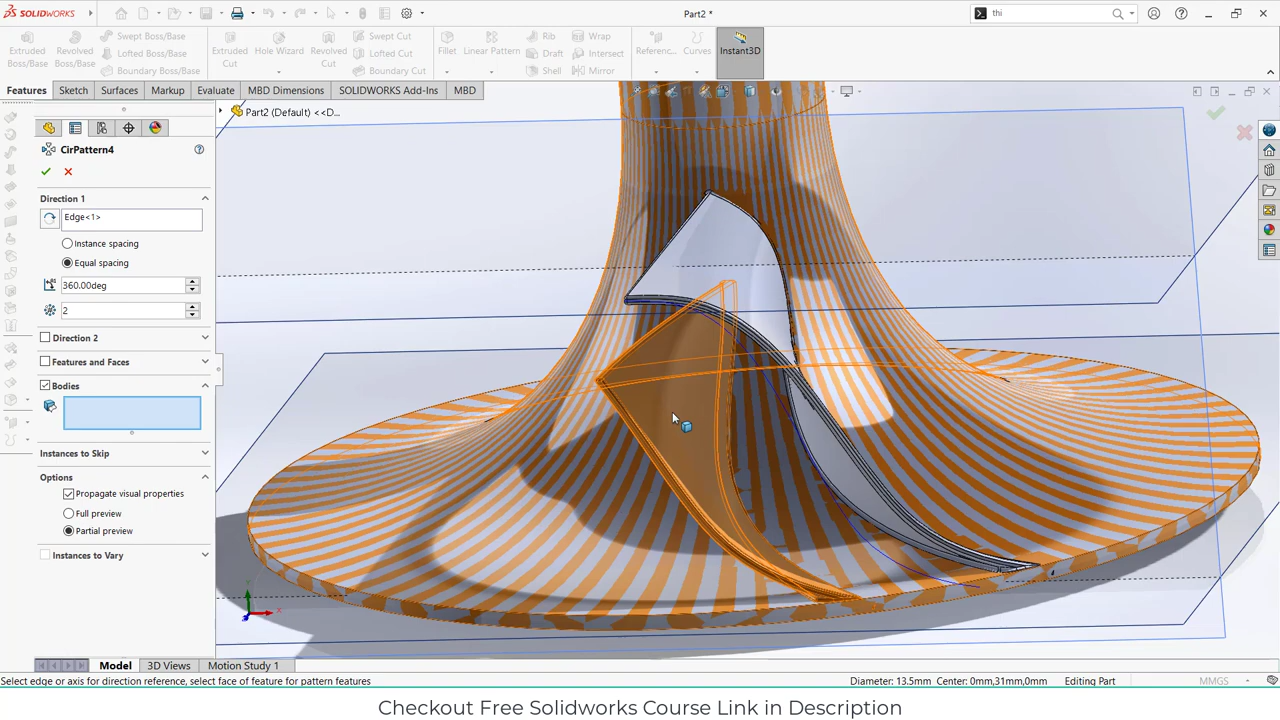 SOLIDWORKS
Part2 *
thi
Extruded Boss/Base
Revolved Boss/Base
Swept Boss/Base
Lofted Boss/Base
Boundary Boss/Base
Extruded Cut
Hole Wizard
Revolved Cut
Swept Cut
Lofted Cut
Boundary Cut
Fillet
Linear Pattern
Rib
Draft
Shell
Wrap
Intersect
Mirror
Referenc...
Curves
Instant3D
Features
Sketch
Surfaces
Markup
Evaluate
MBD Dimensions
SOLIDWORKS Add-Ins
MBD
Part2 (Default) <<D...
CirPattern4
Direction 1
Edge<1>
Instance spacing
Equal spacing
360.00deg
2
Direction 2
Features and Faces
Bodies
Instances to Skip
Options
Propagate visual properties
Full preview
Partial preview
Instances to Vary
Model
3D Views
Motion Study 1
Select edge or axis for direction reference, select face of feature for pattern features
Diameter: 13.5mm Center: 0mm,31mm,0mm
Editing Part
MMGS
Checkout Free Solidworks Course Link in Description